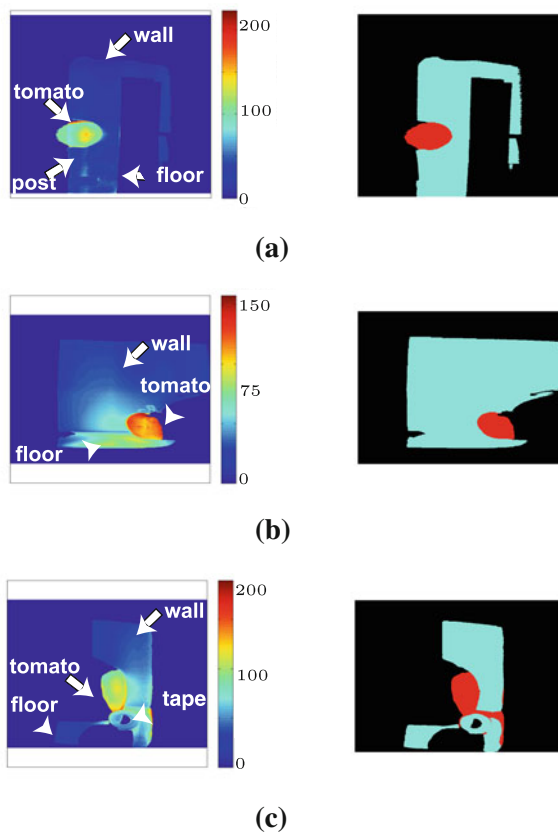 wall
200
tomato
100
post
floor
0
(a)
150
wall
tomato
75
floor
0
(b)
200
wall
tomato
100
floor
tape
0
(c)